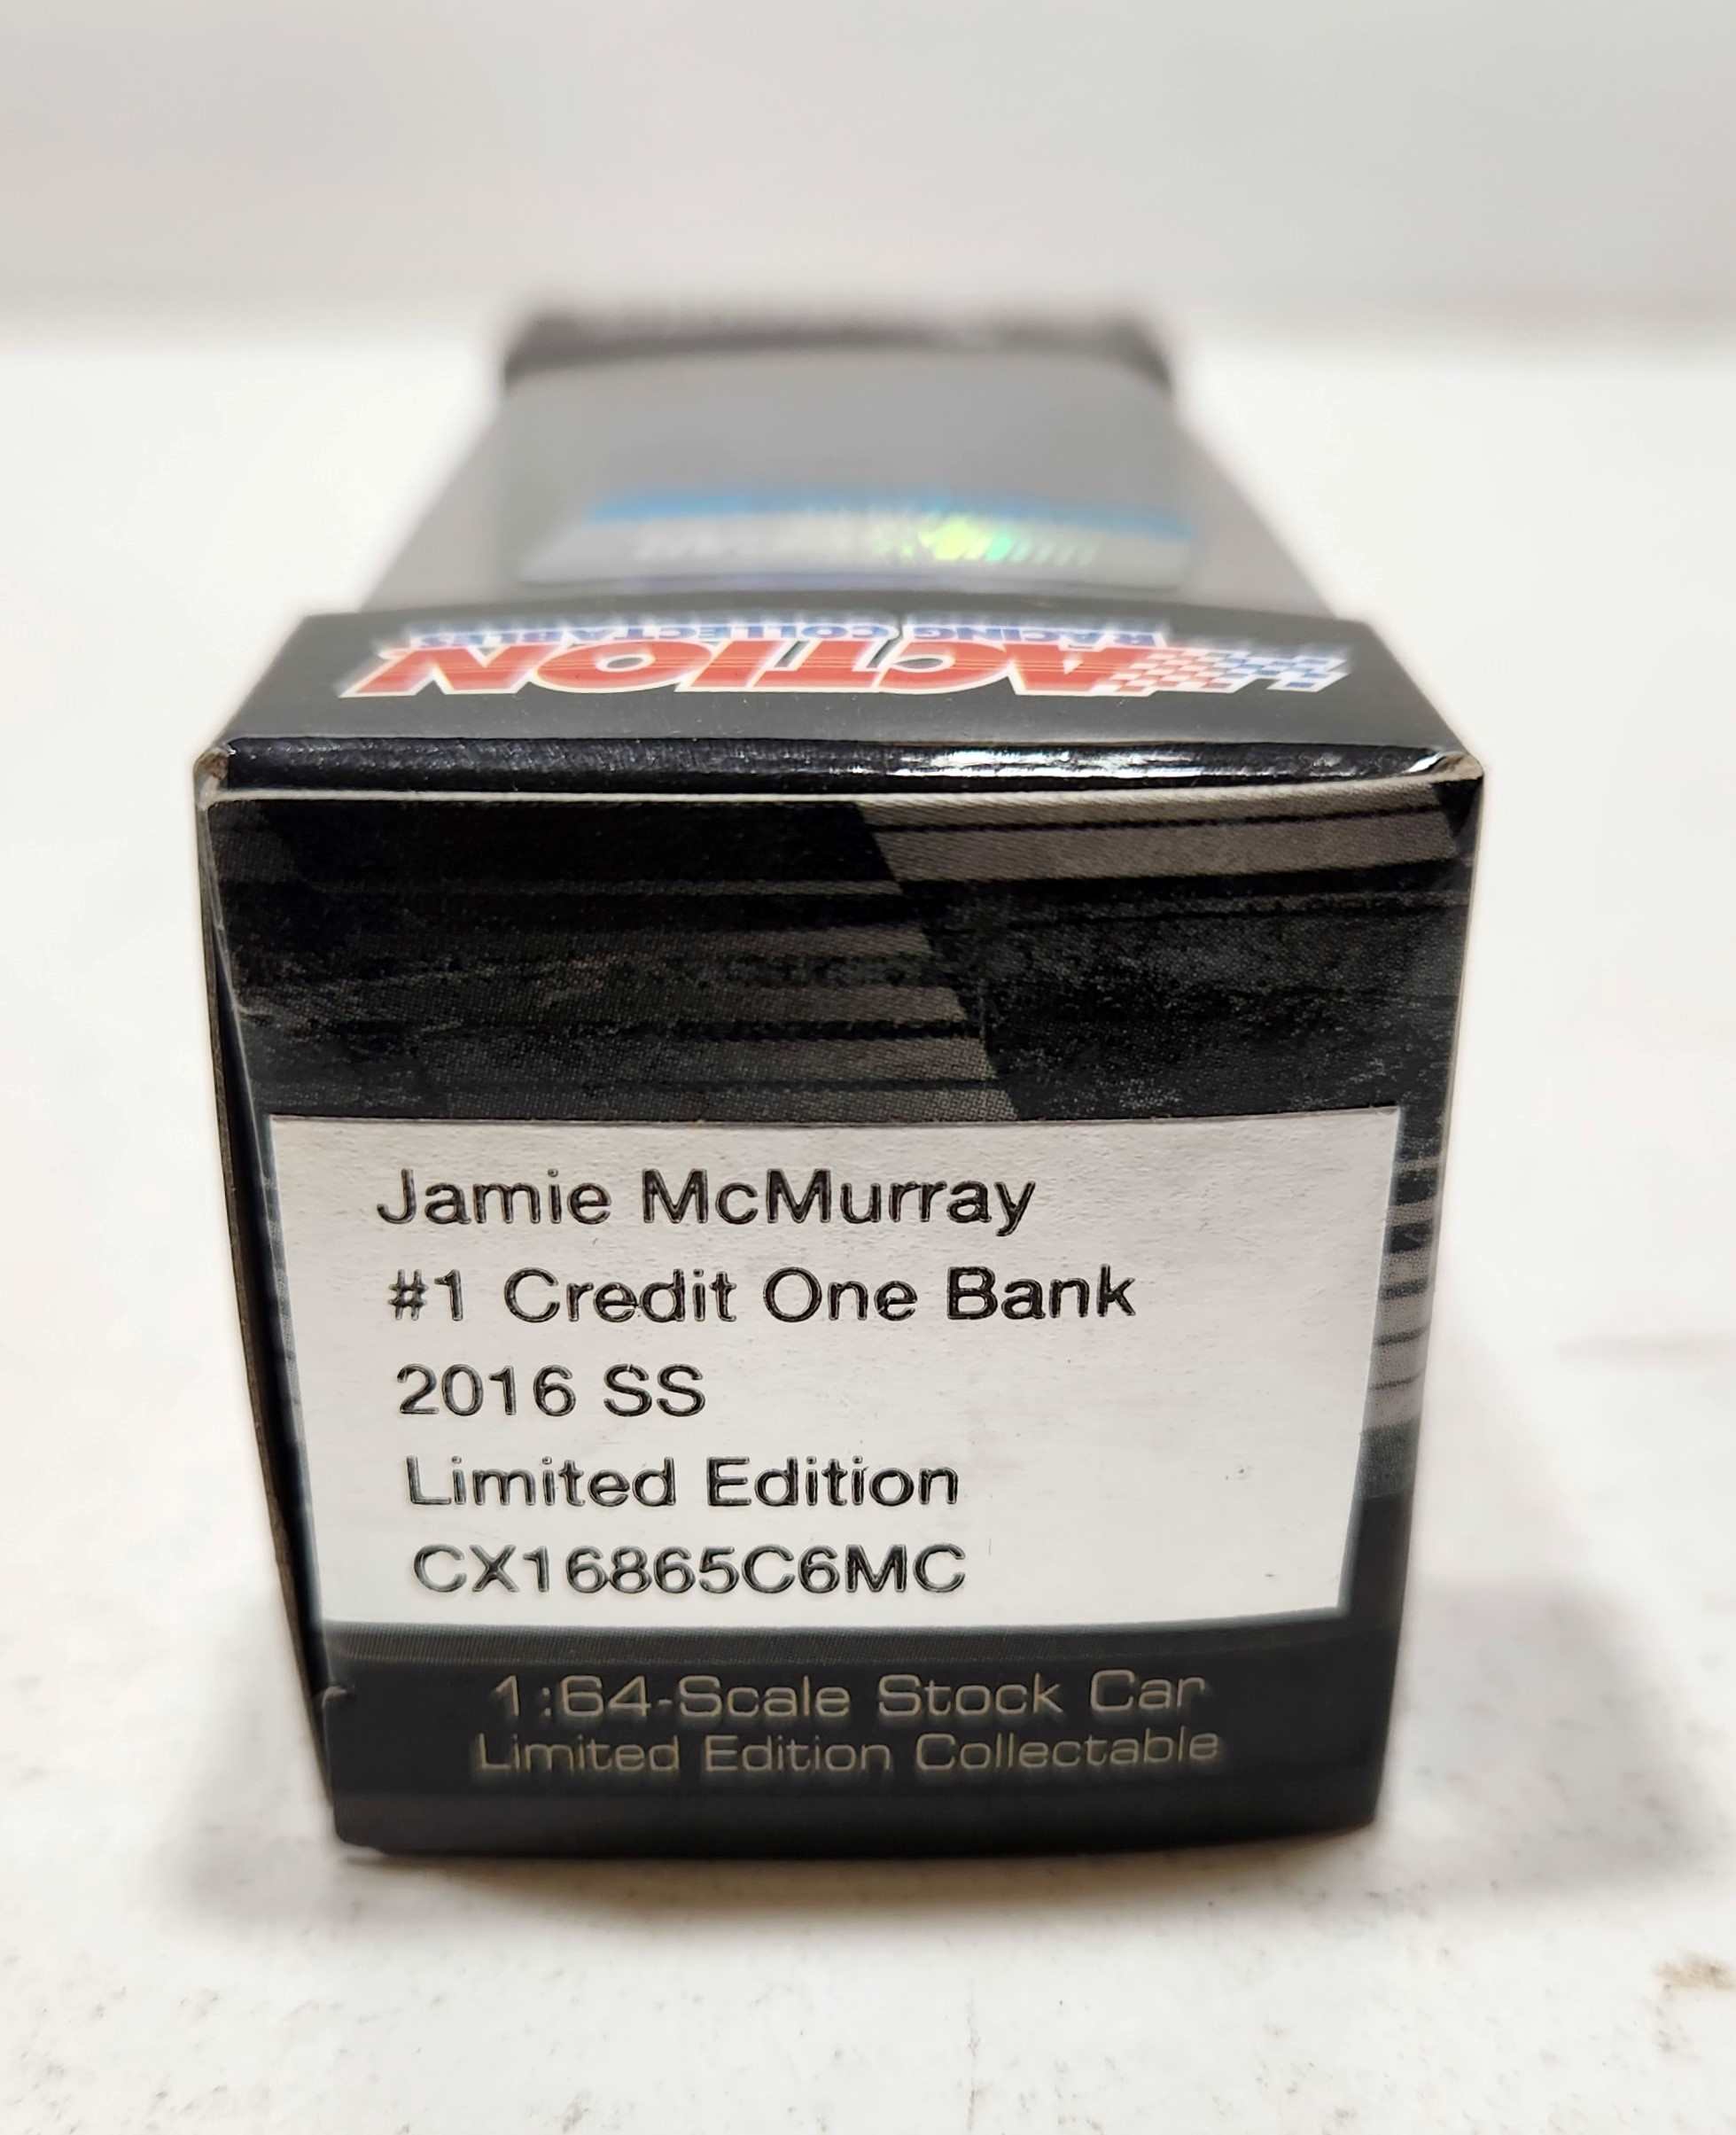 ACTION
RACING COLLECTABLES
Jamie McMurray
#1 Credit One Bank
2016 SS
Limited Edition
CX16865C6MC
1:64-Scale Stock Car
Limited Edition Collectable